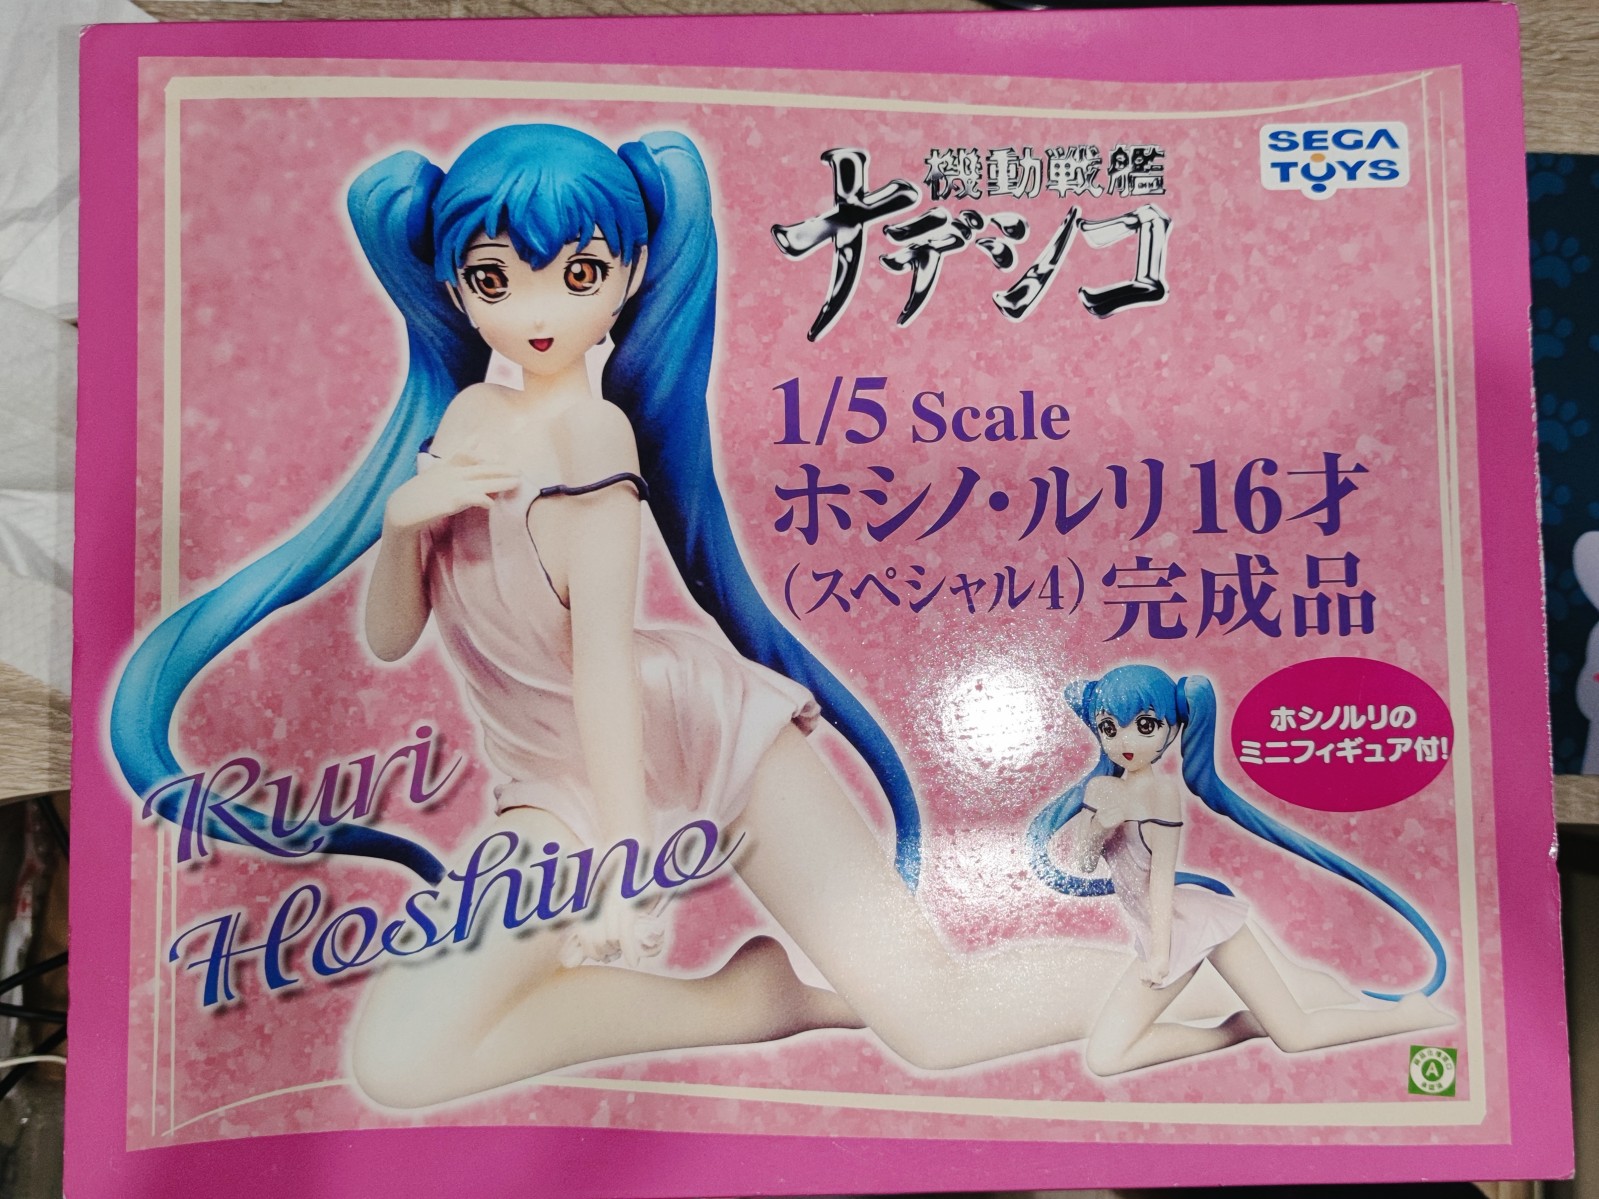 SEGA
TOYS
機動戦艦
ナデシコ
1/5 Scale
ホシノ・ルリ16才
(スペシャル4)完成品
ホシノルリの
ミニフィギュア付!
Ruri
Hoshino
A